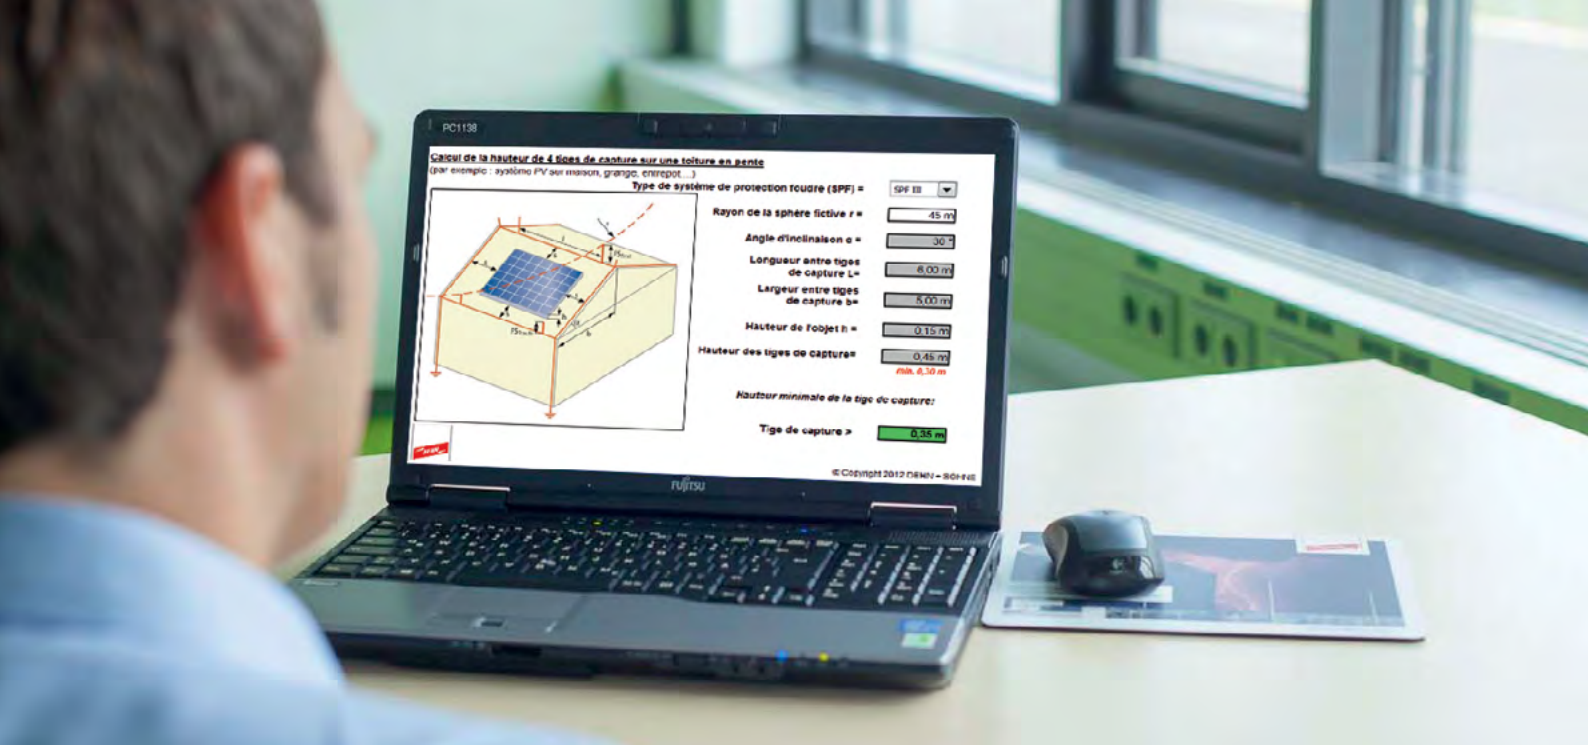 PC1138
Calcul de la hauteur de 4 tiges de capture sur une toiture en pente
(par exemple : système PV sur maison, grange, entrepôt....)
Type de système de protection foudre (SPF) = SPF III
Rayon de la sphère fictive r = 45 m
Angle d'inclinaison α = 30 °
Longueur entre tiges
de capture L= 6,00 m
Largeur entre tiges
de capture b= 5,00 m
Hauteur de l'objet h = 0,15 m
Hauteur des tiges de capture= 0,45 m
min. 0,30 m
Hauteur minimale de la tige de capture:
Tige de capture > 0,35 m
© Copyright 2012 DEHN + SÖHNE
FUJITSU